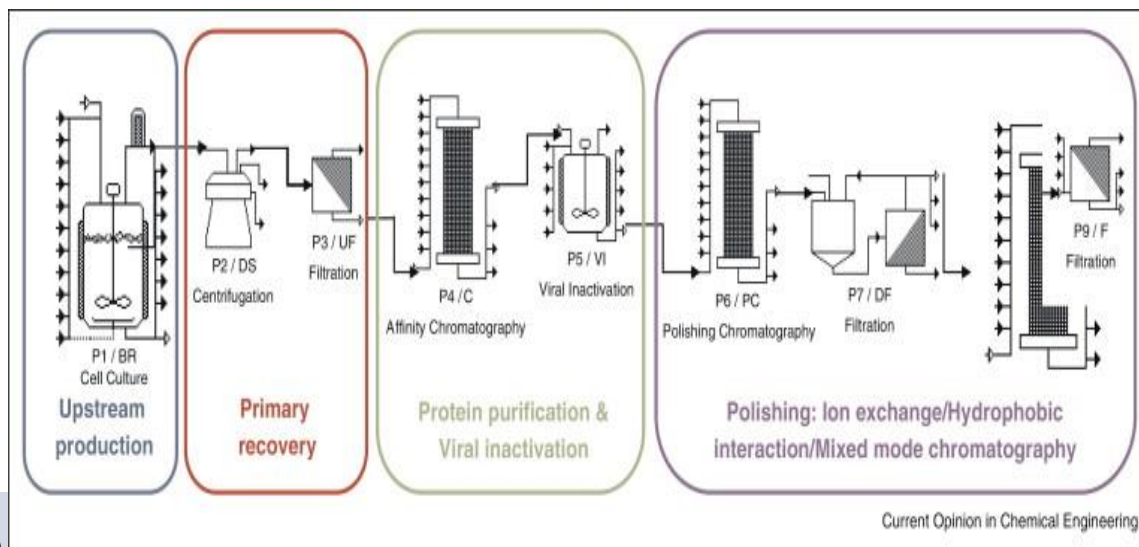 P1 / BR
Cell Culture
Upstream
production
P2 / DS
Centrifugation
P3 / UF
Filtration
Primary
recovery
P4 / C
Affinity Chromatography
P5 / VI
Viral Inactivation
Protein purification &
Viral inactivation
P6 / PC
Polishing Chromatography
P7 / DF
Filtration
P9 / F
Filtration
Polishing: Ion exchange/Hydrophobic
interaction/Mixed mode chromatography
Current Opinion in Chemical Engineering